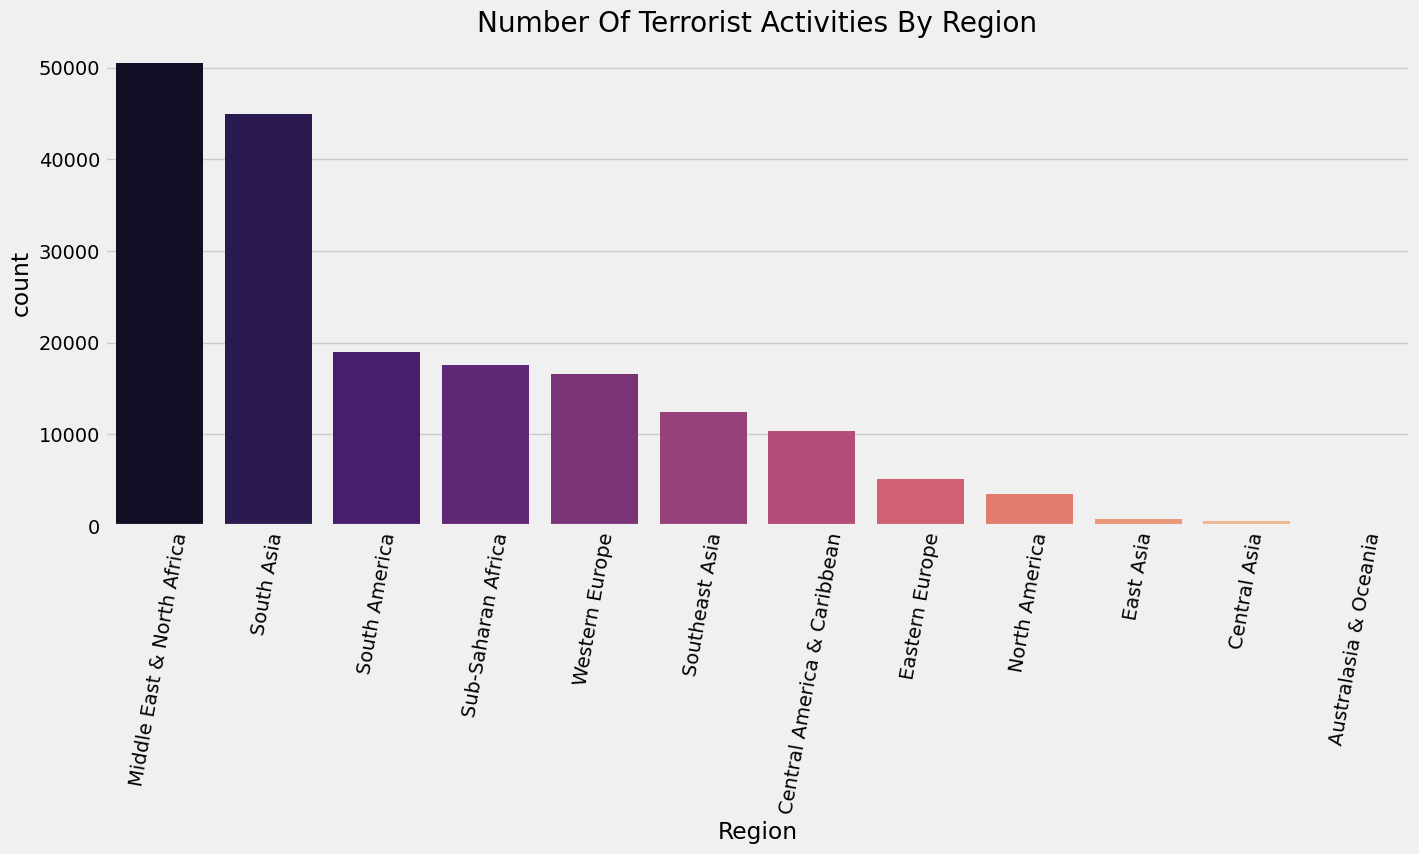 Number Of Terrorist Activities By Region
50000
40000
30000
20000
10000
0
count
Middle East & North Africa
South Asia
South America
Sub-Saharan Africa
Western Europe
Southeast Asia
Central America & Caribbean
Eastern Europe
North America
East Asia
Central Asia
Australasia & Oceania
Region